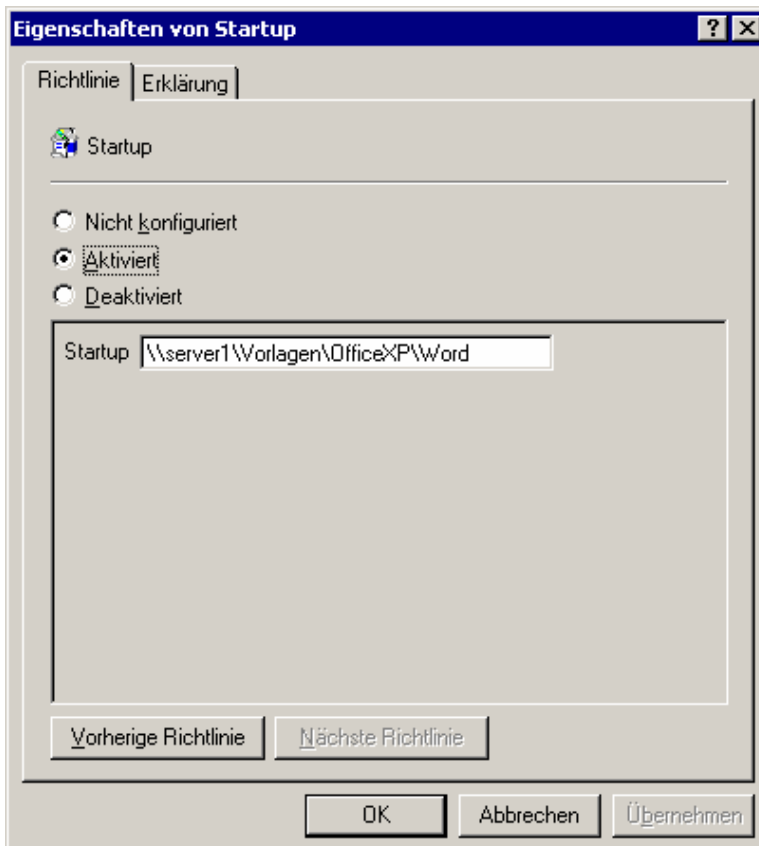 Eigenschaften von Startup
Richtlinie Erklärung
Startup
Nicht konfiguriert
Aktiviert
Deaktiviert
Startup \\server1\Vorlagen\OfficeXP\Word
Vorherige Richtlinie Nächste Richtlinie
OK Abbrechen Übernehmen